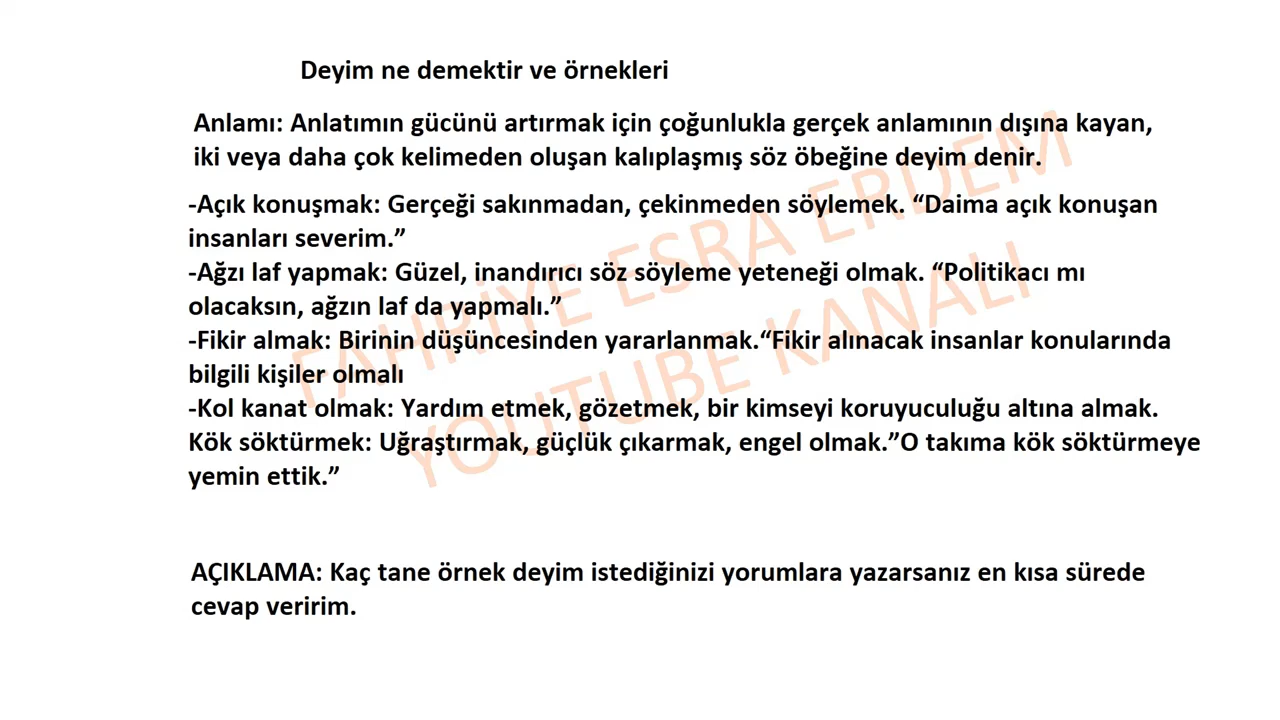 Deyim ne demektir ve örnekleri
Anlamı: Anlatımın gücünü artırmak için çoğunlukla gerçek anlamının dışına kayan,
iki veya daha çok kelimeden oluşan kalıplaşmış söz öbeğine deyim denir.
-Açık konuşmak: Gerçeği sakınmadan, çekinmeden söylemek. “Daima açık konuşan
insanları severim.”
-Ağzı laf yapmak: Güzel, inandırıcı söz söyleme yeteneği olmak. “Politikacı mı
olacaksın, ağzın laf da yapmalı.”
-Fikir almak: Birinin düşüncesinden yararlanmak.“Fikir alınacak insanlar konularında
bilgili kişiler olmalı
-Kol kanat olmak: Yardım etmek, gözetmek, bir kimseyi koruyuculuğu altına almak.
Kök söktürmek: Uğraştırmak, güçlük çıkarmak, engel olmak.”O takıma kök söktürmeye
yemin ettik.”
AÇIKLAMA: Kaç tane örnek deyim istediğinizi yorumlara yazarsanız en kısa sürede
cevap veririm.
FAHRİYE ESRA ERDEM
YOUTUBE KANALI